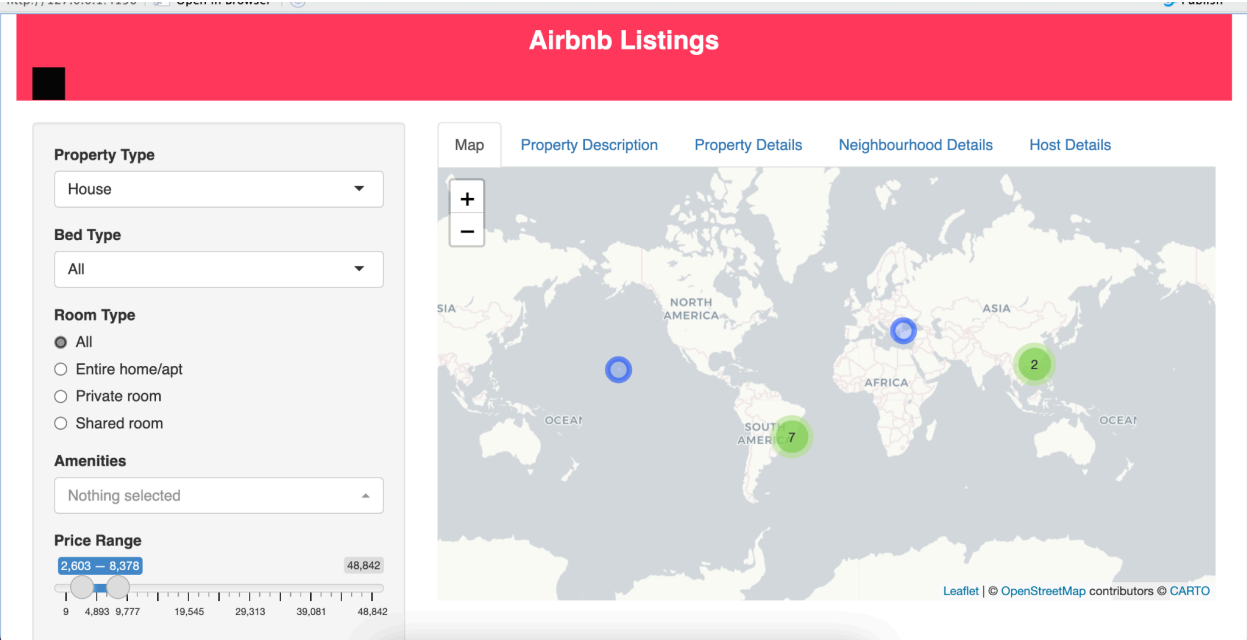 Airbnb Listings
Property Type
House
Bed Type
All
Room Type
All
Entire home/apt
Private room
Shared room
Amenities
Nothing selected
Price Range
2,603 — 8,378
48,842
9 4,893 9,777 19,545 29,313 39,081 48,842
Map Property Description Property Details Neighbourhood Details Host Details
+
−
NORTH
AMERICA
SIA
ASIA
2
AFRICA
OCEAN
OCEAN
SOUTH
AMERICA
7
Leaflet | © OpenStreetMap contributors © CARTO